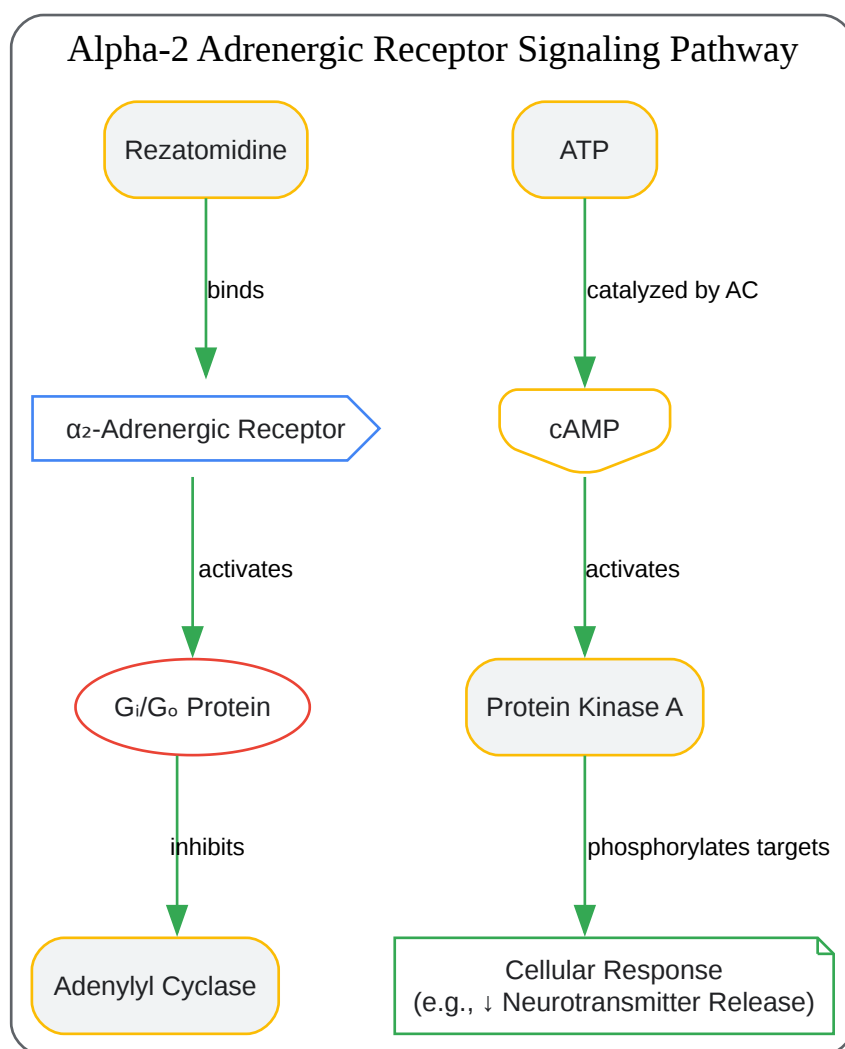 Alpha-2 Adrenergic Receptor Signaling Pathway
Rezatomidine
binds
α₂-Adrenergic Receptor
activates
Gᵢ/Gₒ Protein
inhibits
Adenylyl Cyclase
ATP
catalyzed by AC
cAMP
activates
Protein Kinase A
phosphorylates targets
Cellular Response
(e.g., ↓ Neurotransmitter Release)